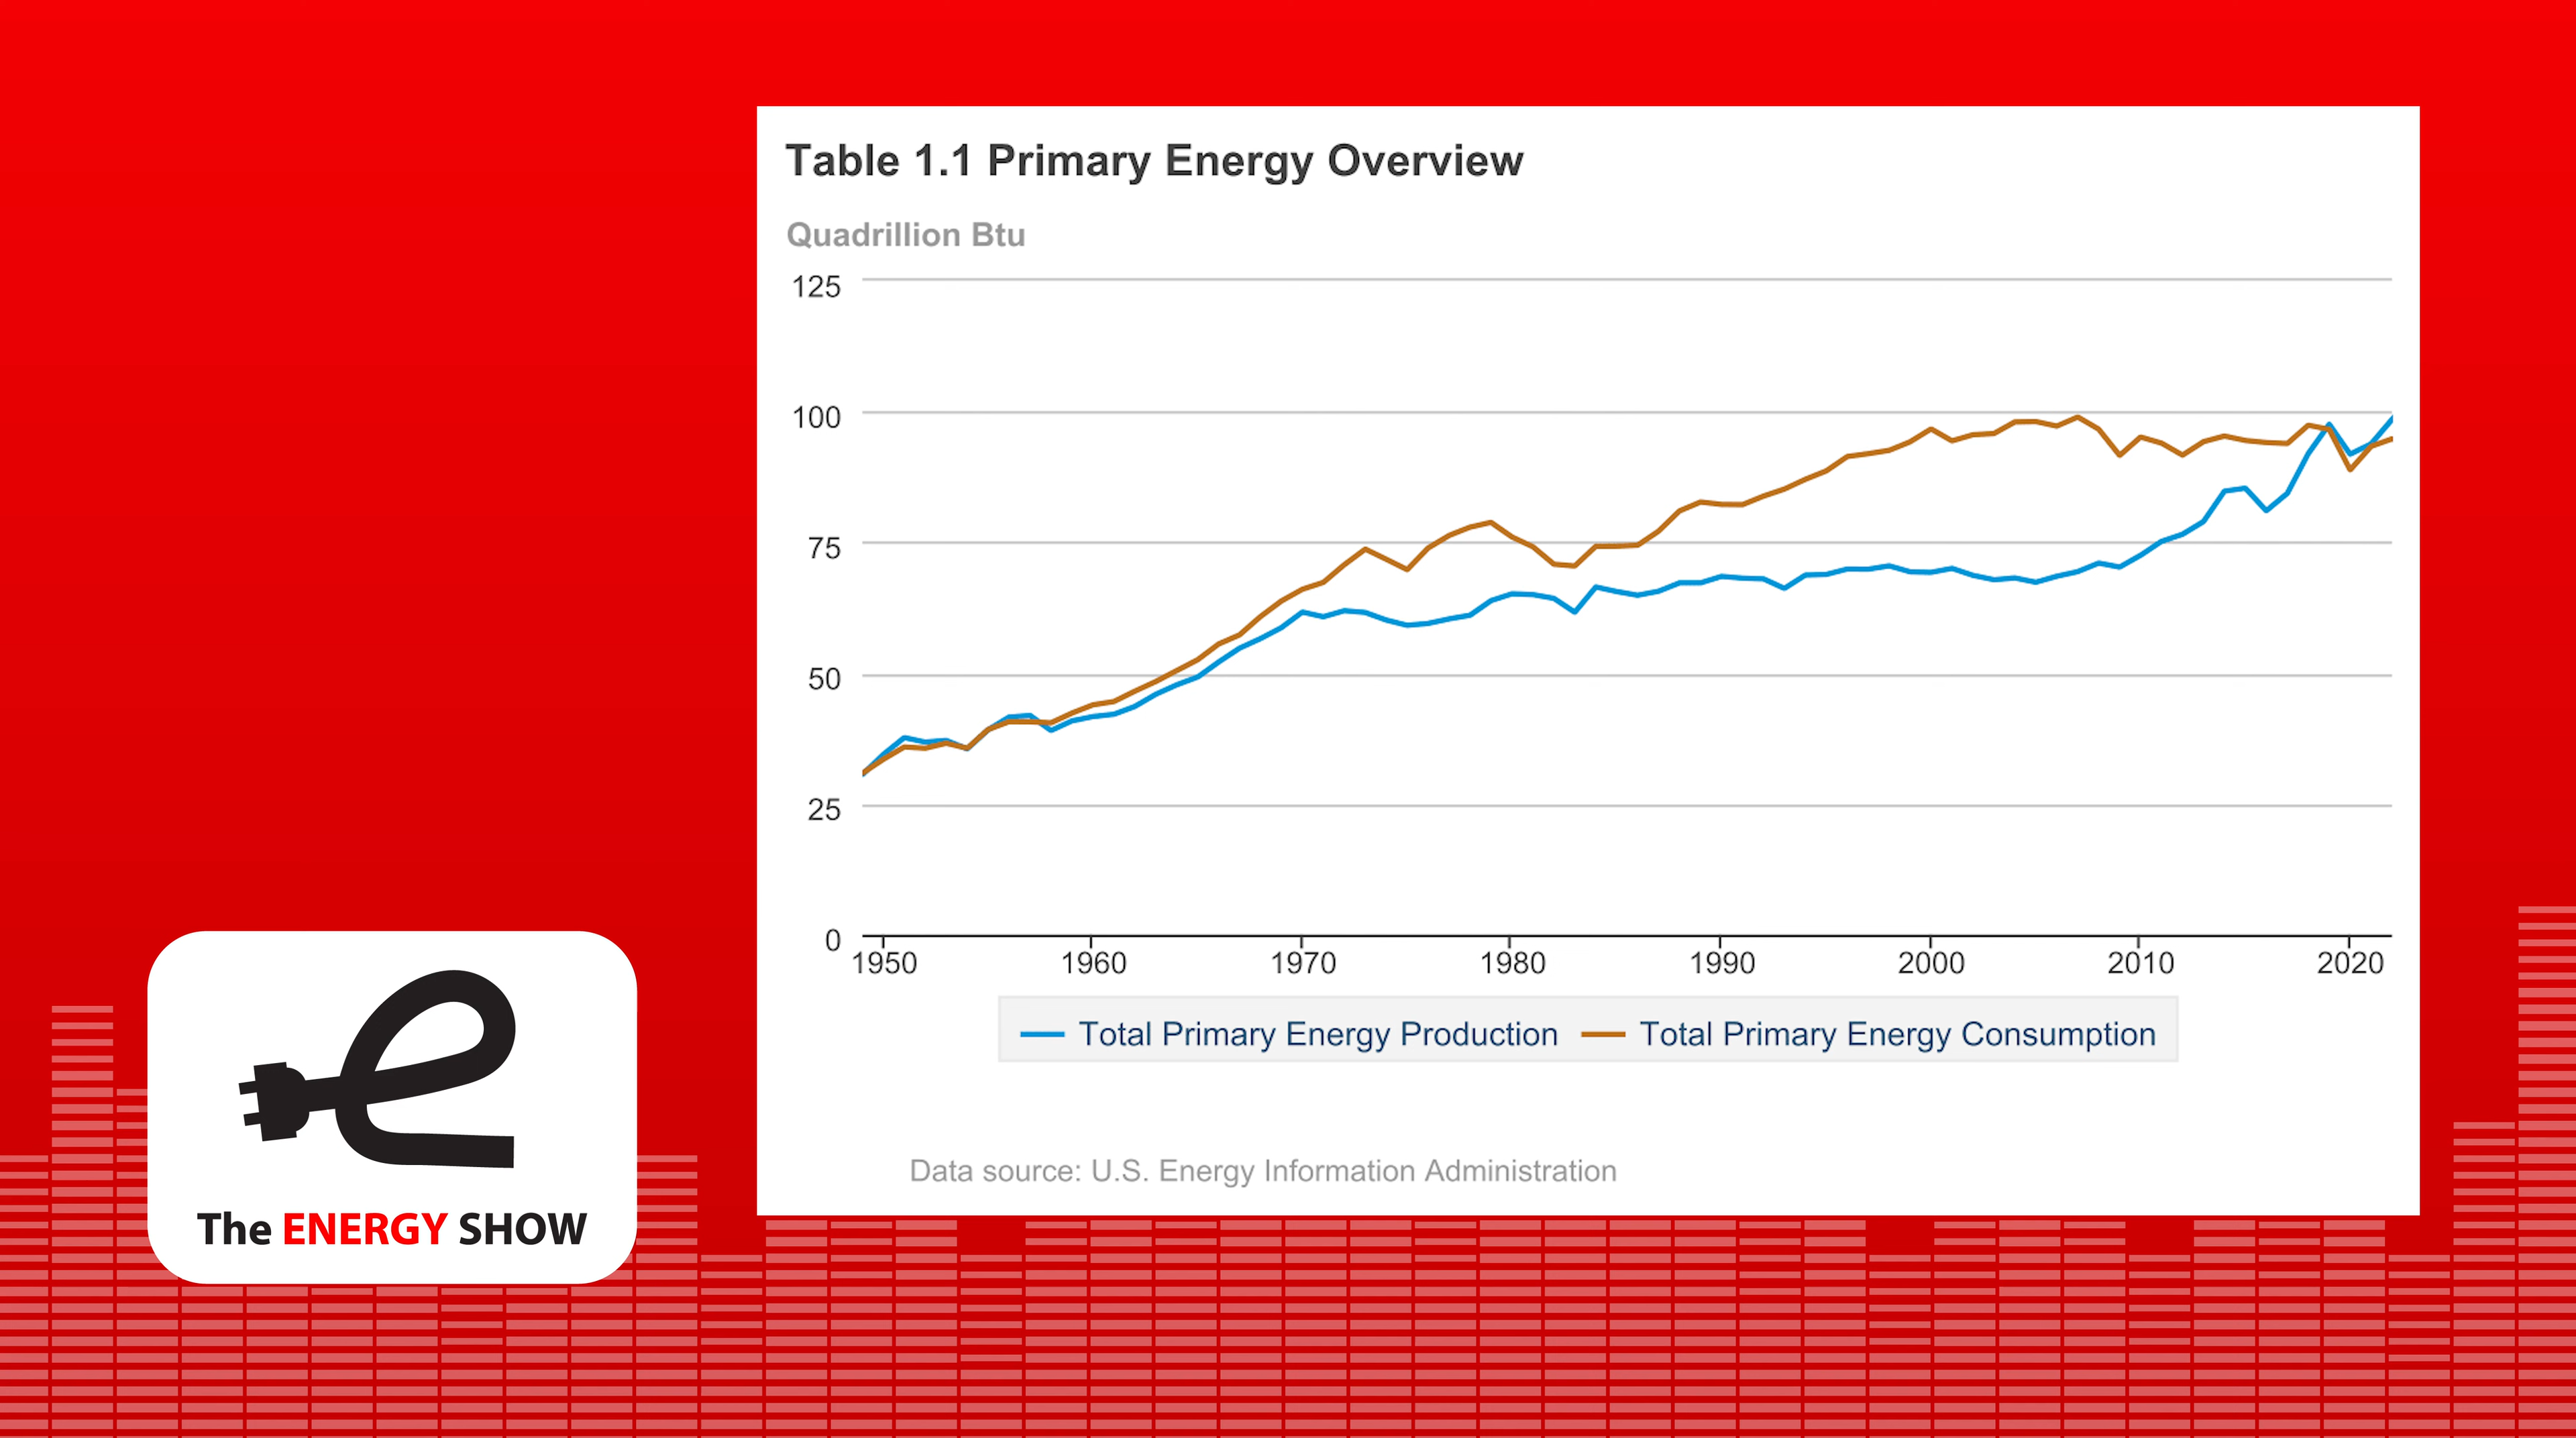 Table 1.1 Primary Energy Overview
Quadrillion Btu
125
100
75
50
25
0
1950 1960 1970 1980 1990 2000 2010 2020
Total Primary Energy Production Total Primary Energy Consumption
Data source: U.S. Energy Information Administration
The ENERGY SHOW